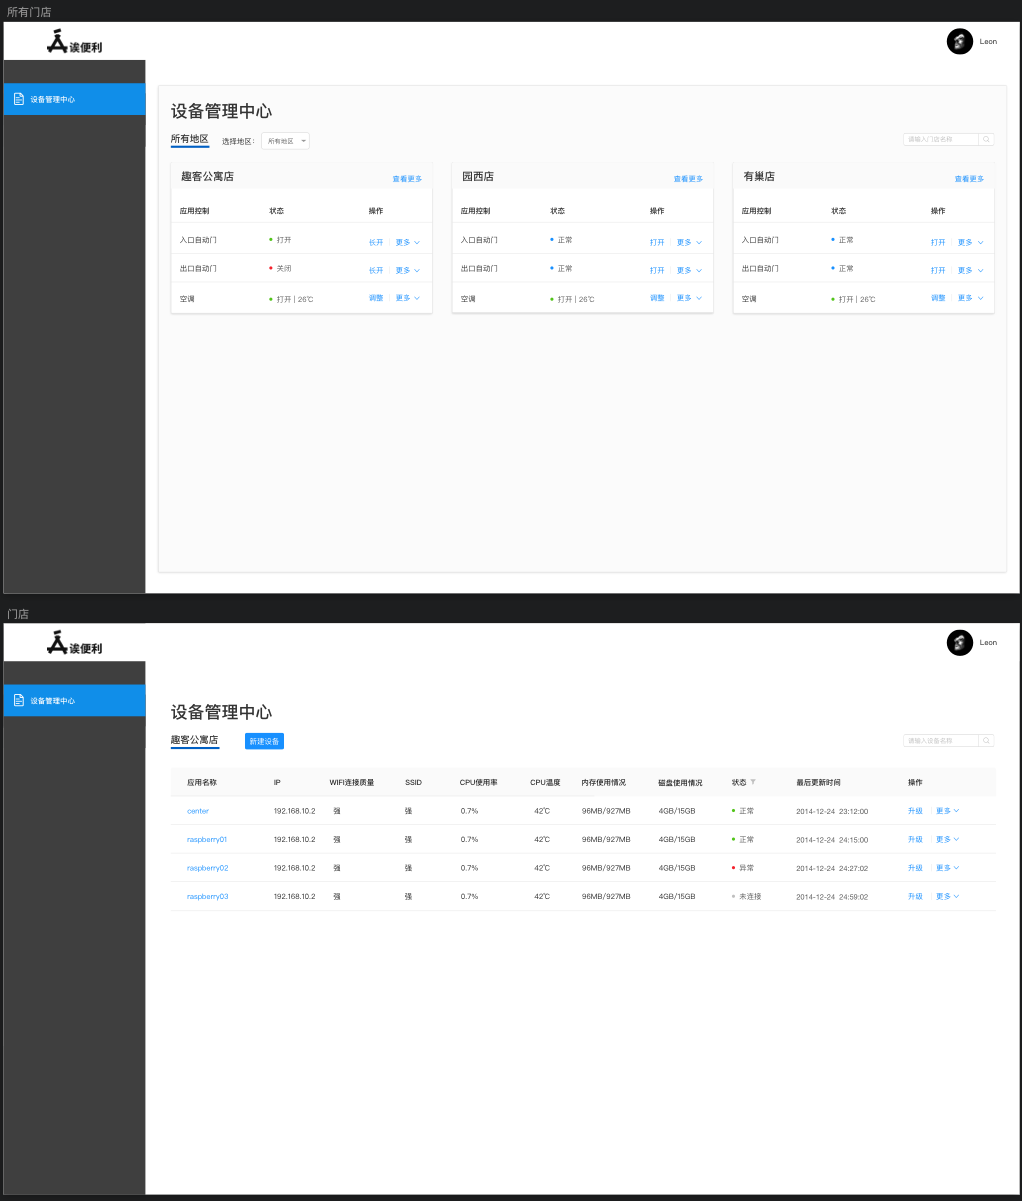 所有门店
诶便利
Leon
设备管理中心
设备管理中心
所有地区 选择地区： 所有地区
请输入门店名称
趣客公寓店 查看更多
应用控制 状态 操作
入口自动门 打开 长开 更多
出口自动门 关闭 长开 更多
空调 打开 | 26℃ 调整 更多
园西店 查看更多
应用控制 状态 操作
入口自动门 正常 打开 更多
出口自动门 正常 打开 更多
空调 打开 | 26℃ 调整 更多
有巢店 查看更多
应用控制 状态 操作
入口自动门 正常 打开 更多
出口自动门 正常 打开 更多
空调 打开 | 26℃ 调整 更多
门店
诶便利
Leon
设备管理中心
设备管理中心
趣客公寓店 新建设备
请输入设备名称
应用名称 IP WIFI连接质量 SSID CPU使用率 CPU温度 内存使用情况 磁盘使用情况 状态 最后更新时间 操作
center 192.168.10.2 强 强 0.7% 42℃ 96MB/927MB 4GB/15GB 正常 2014-12-24 23:12:00 升级 更多
raspberry01 192.168.10.2 强 强 0.7% 42℃ 96MB/927MB 4GB/15GB 正常 2014-12-24 24:15:00 升级 更多
raspberry02 192.168.10.2 强 强 0.7% 42℃ 96MB/927MB 4GB/15GB 异常 2014-12-24 24:27:02 升级 更多
raspberry03 192.168.10.2 强 强 0.7% 42℃ 96MB/927MB 4GB/15GB 未连接 2014-12-24 24:59:02 升级 更多